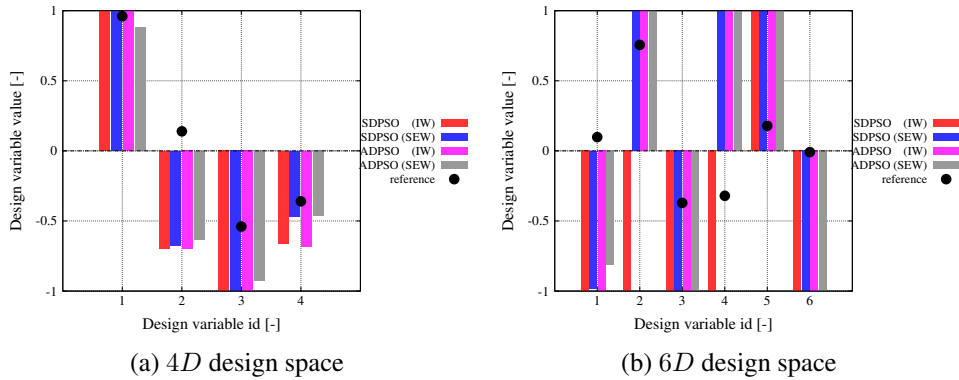 1
0.5
0
-0.5
-1
Design variable value [-]
1 2 3 4
Design variable id [-]
SDPSO (IW)
SDPSO (SEW)
ADPSO (IW)
ADPSO (SEW)
reference
(a) 4D design space
1
0.5
0
-0.5
-1
Design variable value [-]
1 2 3 4 5 6
Design variable id [-]
SDPSO (IW)
SDPSO (SEW)
ADPSO (IW)
ADPSO (SEW)
reference
(b) 6D design space